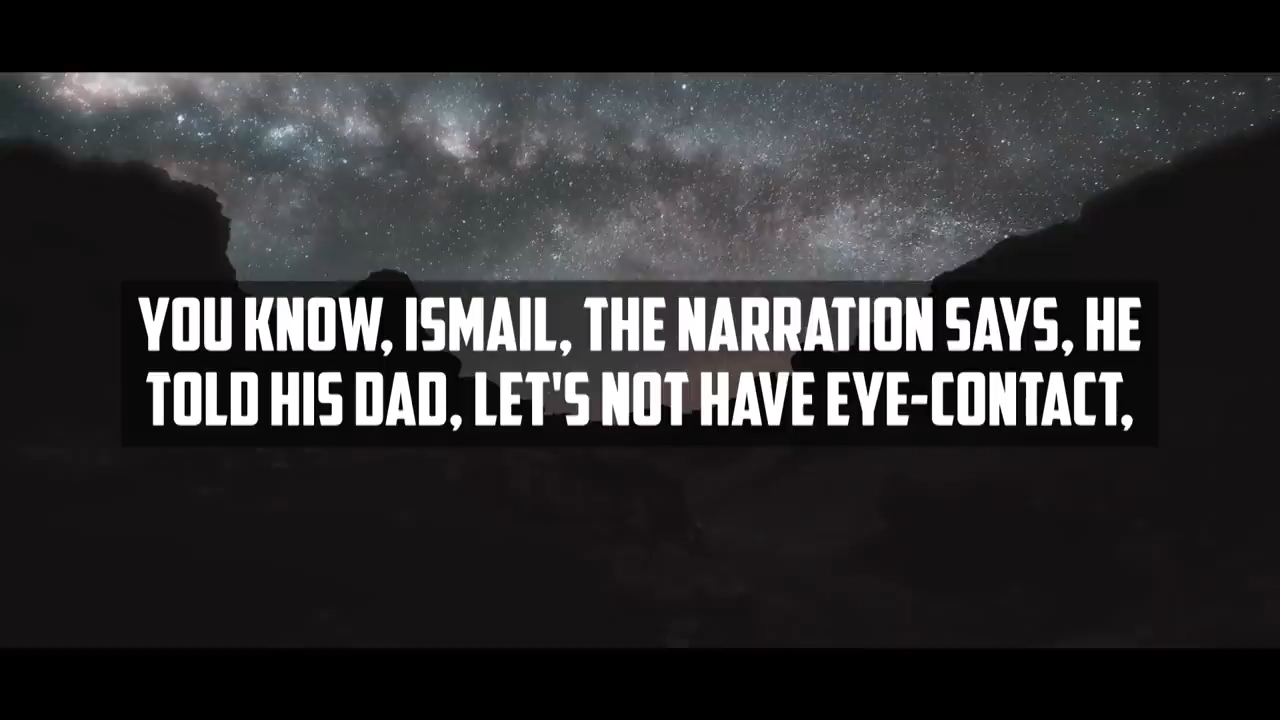 YOU KNOW, ISMAIL, THE NARRATION SAYS, HE
TOLD HIS DAD, LET'S NOT HAVE EYE-CONTACT,